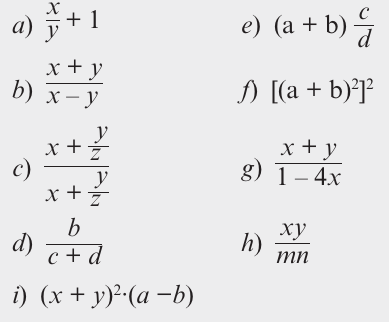 a) x/y + 1
b) (x + y)/(x – y)
c) (x + y/z)/(x + y/z)
d) b/(c + d)
e) (a + b) c/d
f) [(a + b)²]²
g) (x + y)/(1 – 4x)
h) xy/mn
i) (x + y)²·(a –b)